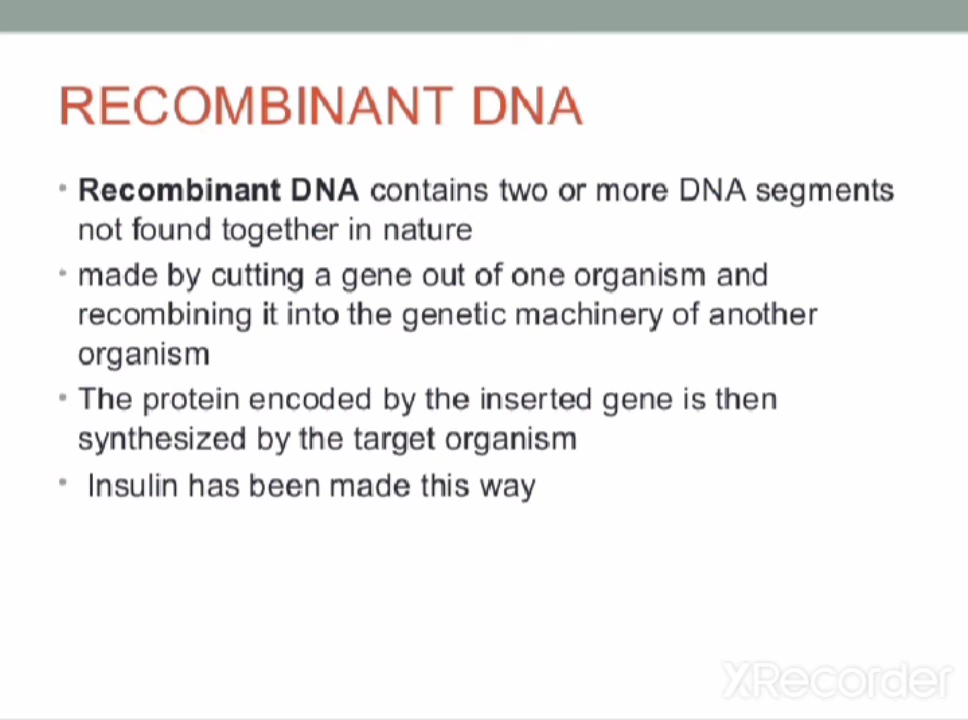 RECOMBINANT DNA
• Recombinant DNA contains two or more DNA segments
not found together in nature
• made by cutting a gene out of one organism and
recombining it into the genetic machinery of another
organism
• The protein encoded by the inserted gene is then
synthesized by the target organism
• Insulin has been made this way
XRecorder